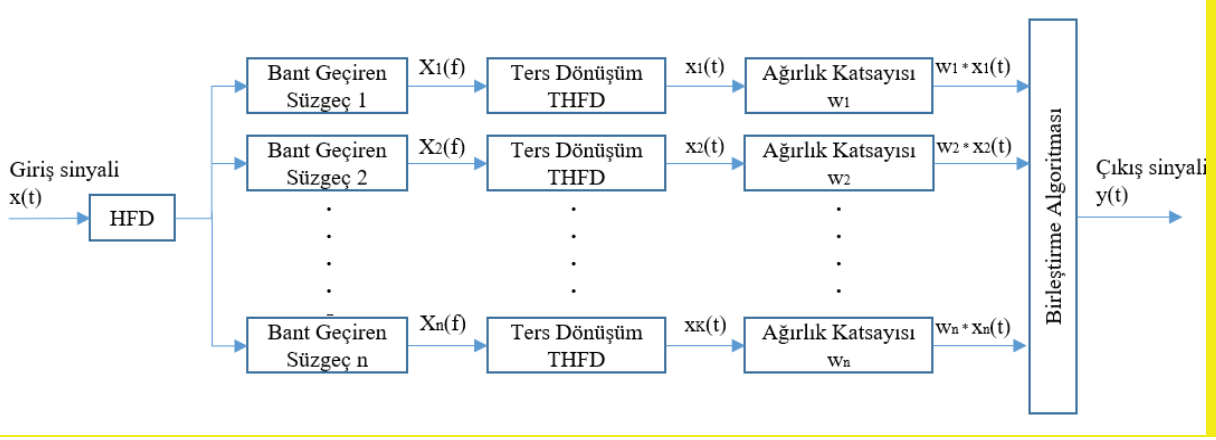 Giriş sinyali
x(t)
HFD
Bant Geçiren
Süzgeç 1
X1(f)
Ters Dönüşüm
THFD
x1(t)
Ağırlık Katsayısı
w1
w1 * x1(t)
Bant Geçiren
Süzgeç 2
X2(f)
Ters Dönüşüm
THFD
x2(t)
Ağırlık Katsayısı
w2
w2 * x2(t)
Bant Geçiren
Süzgeç n
Xn(f)
Ters Dönüşüm
THFD
xK(t)
Ağırlık Katsayısı
wn
wn * xn(t)
Birleştirme Algoritması
Çıkış sinyali
y(t)